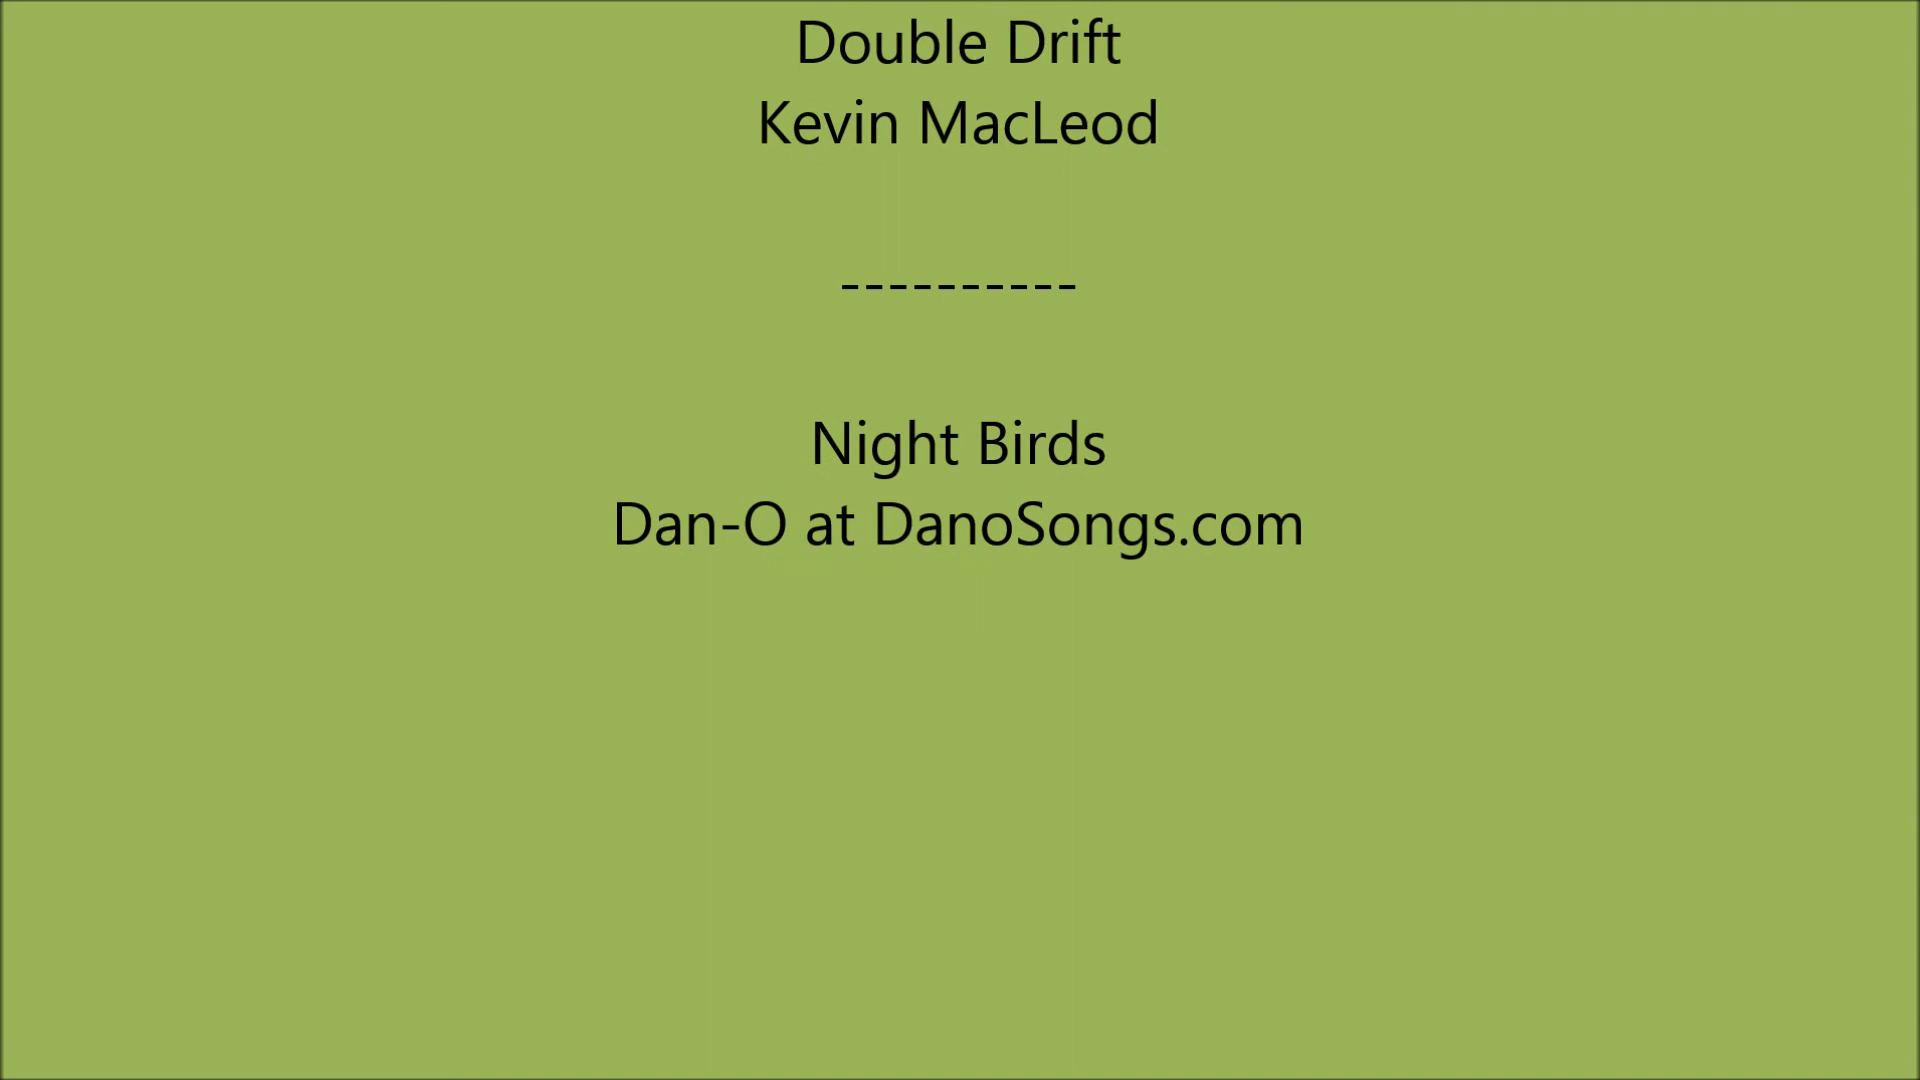 Double Drift
Kevin MacLeod
----------
Night Birds
Dan-O at DanoSongs.com